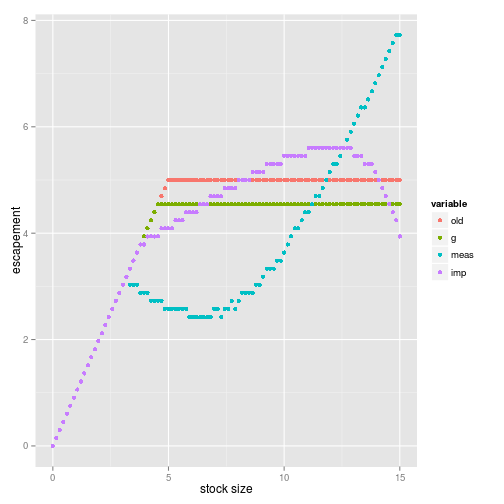 8
6
4
2
0
escapement
0
5
10
15
stock size
variable
old
g
meas
imp